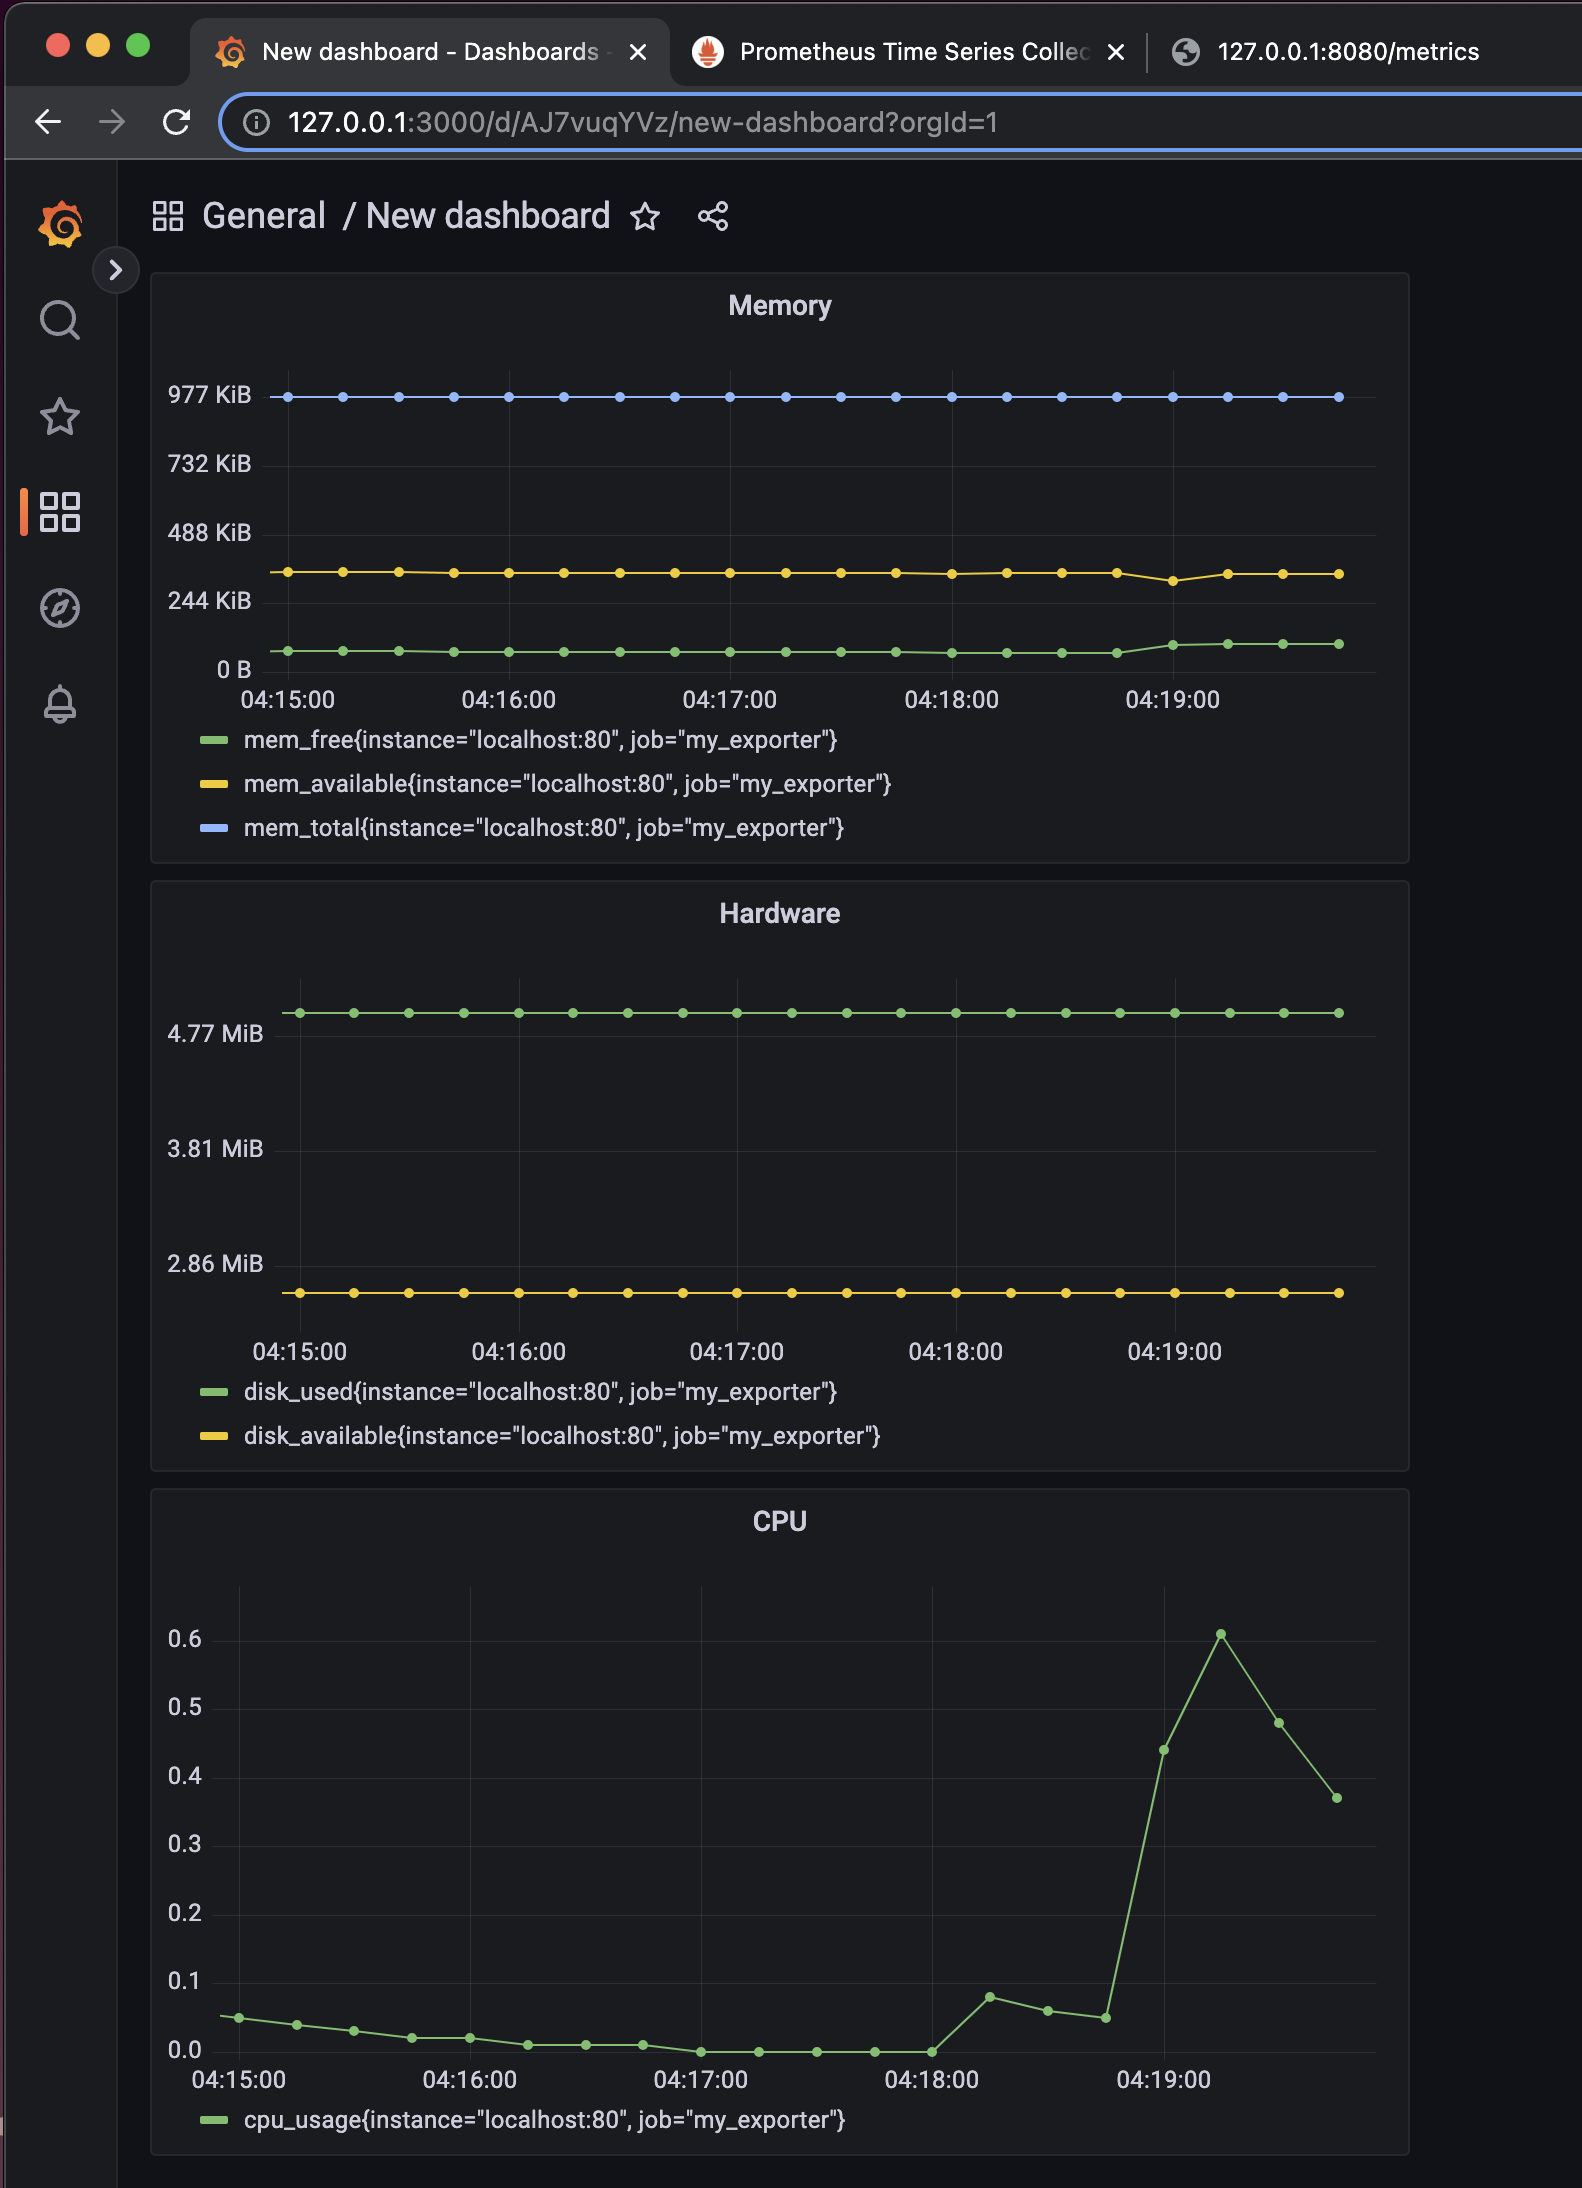 New dashboard - Dashboards -
Prometheus Time Series Collec
127.0.0.1:8080/metrics
127.0.0.1:3000/d/AJ7vuqYVz/new-dashboard?orgId=1
General / New dashboard
Memory
977 KiB
732 KiB
488 KiB
244 KiB
0 B
04:15:00 04:16:00 04:17:00 04:18:00 04:19:00
mem_free{instance="localhost:80", job="my_exporter"}
mem_available{instance="localhost:80", job="my_exporter"}
mem_total{instance="localhost:80", job="my_exporter"}
Hardware
4.77 MiB
3.81 MiB
2.86 MiB
04:15:00 04:16:00 04:17:00 04:18:00 04:19:00
disk_used{instance="localhost:80", job="my_exporter"}
disk_available{instance="localhost:80", job="my_exporter"}
CPU
0.6
0.5
0.4
0.3
0.2
0.1
0.0
04:15:00 04:16:00 04:17:00 04:18:00 04:19:00
cpu_usage{instance="localhost:80", job="my_exporter"}